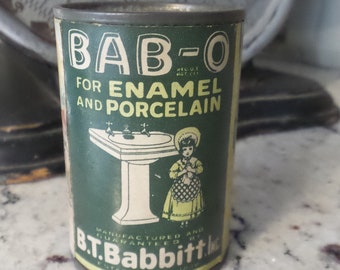 BAB-O
FOR ENAMEL
AND PORCELAIN
MANUFACTURED AND
GUARANTEED BY
B.T. Babbitt, Inc.